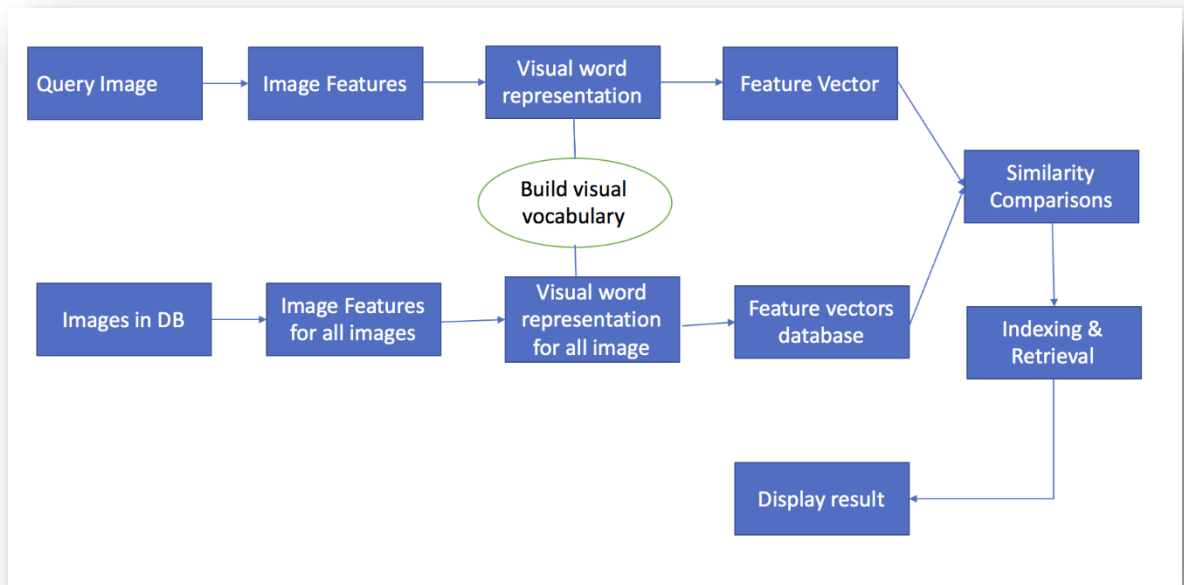 Query Image
Image Features
Visual word
representation
Feature Vector
Build visual
vocabulary
Similarity
Comparisons
Images in DB
Image Features
for all images
Visual word
representation
for all image
Feature vectors
database
Indexing &
Retrieval
Display result